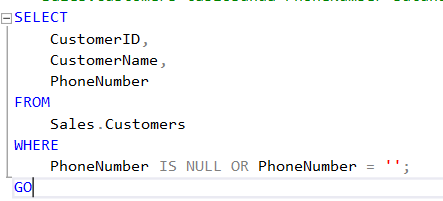 SELECT
CustomerID,
CustomerName,
PhoneNumber
FROM
Sales.Customers
WHERE
PhoneNumber IS NULL OR PhoneNumber = '';
GO